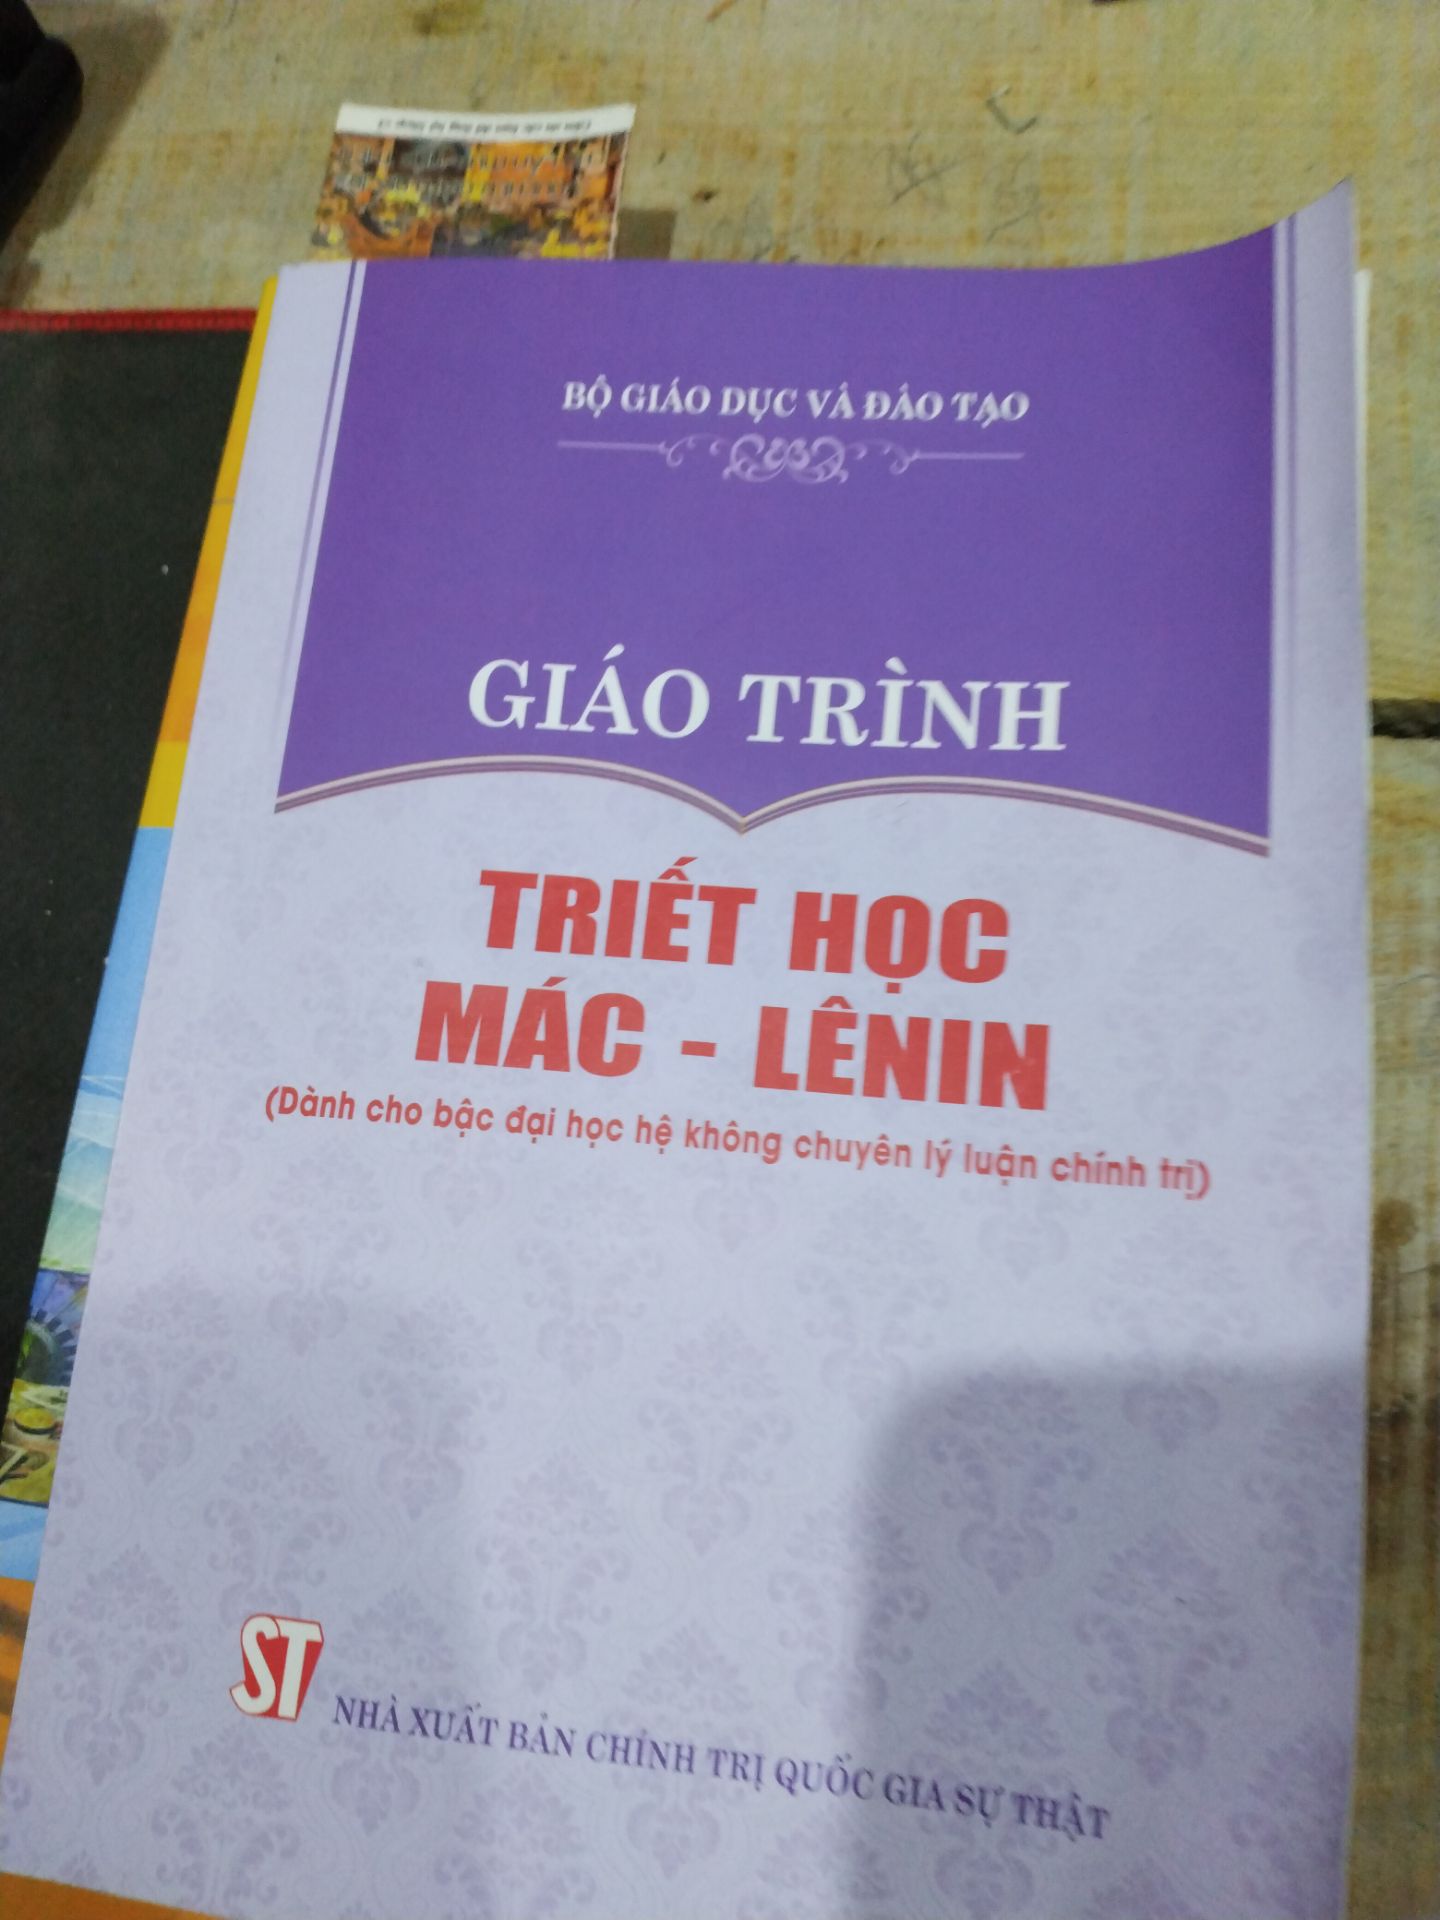 BỘ GIÁO DỤC VÀ ĐÀO TẠO
GIÁO TRÌNH
TRIẾT HỌC
MÁC - LÊNIN
(Dành cho bậc đại học hệ không chuyên lý luận chính trị)
ST
NHÀ XUẤT BẢN CHÍNH TRỊ QUỐC GIA SỰ THẬT